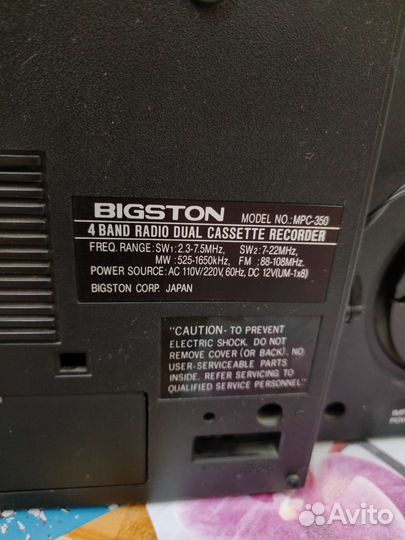 BIGSTON MODEL NO.:MPC-350
4 BAND RADIO DUAL CASSETTE RECORDER
FREQ. RANGE: SW1: 2.3-7.5MHz, SW2: 7-22MHz,
MW :525-1650kHz, FM :88-108MHz.
POWER SOURCE: AC 110V/220V, 60Hz, DC 12V(UM-1x8)
BIGSTON CORP. JAPAN
"CAUTION- TO PREVENT
ELECTRIC SHOCK. DO NOT
REMOVE COVER (OR BACK). NO
USER-SERVICEABLE PARTS
INSIDE. REFER SERVICING TO
QUALIFIED SERVICE PERSONNEL"
Avito